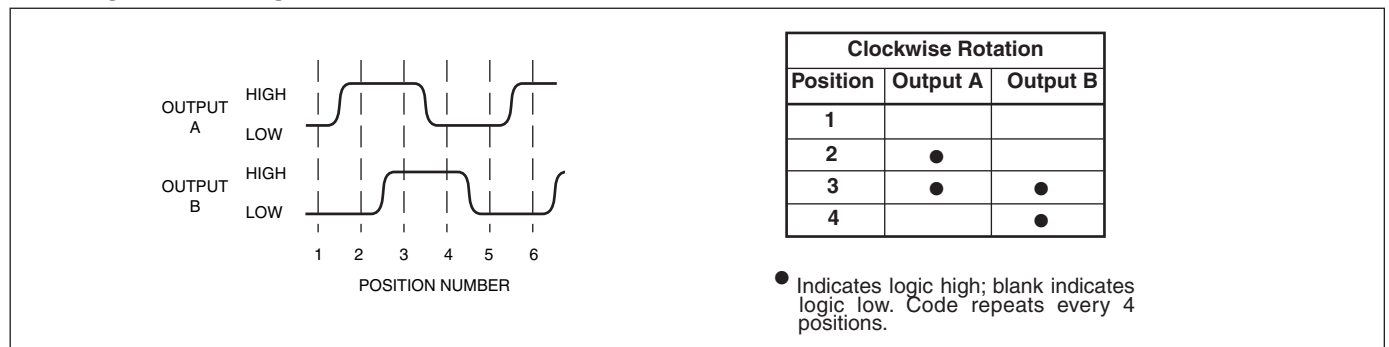 OUTPUT
A
HIGH
LOW
OUTPUT
B
HIGH
LOW
1 2 3 4 5 6
POSITION NUMBER
Clockwise Rotation
Position Output A Output B
1
2 ●
3 ● ●
4 ●
● Indicates logic high; blank indicates
logic low. Code repeats every 4
positions.